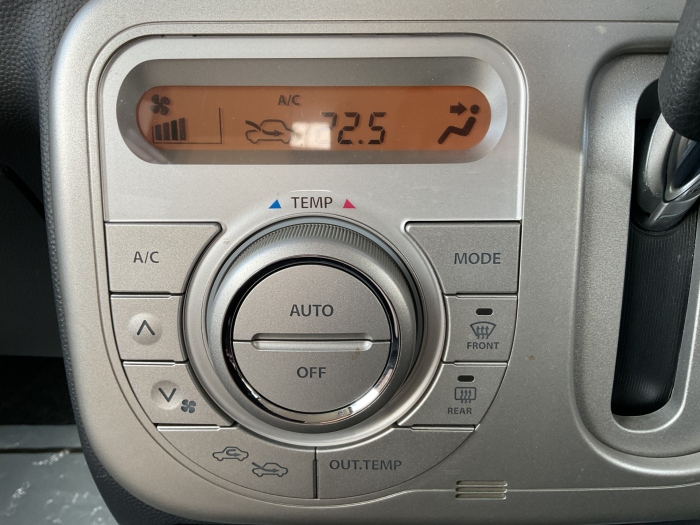 A/C
72.5
TEMP
A/C
MODE
AUTO
OFF
FRONT
REAR
OUT.TEMP